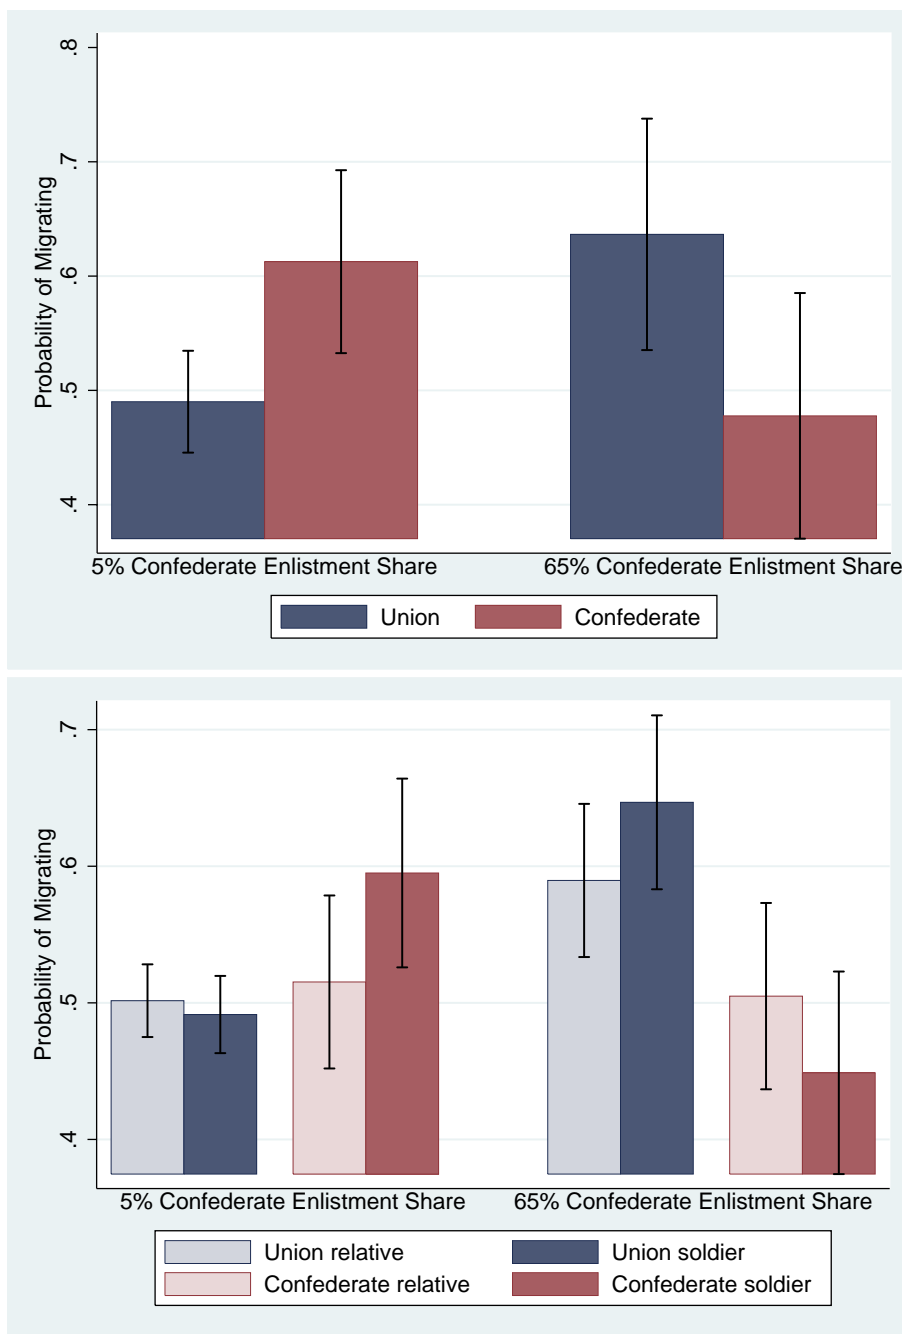 .8
.7
.6
.5
.4
Probability of Migrating
5% Confederate Enlistment Share
65% Confederate Enlistment Share
Union
Confederate
.7
.6
.5
.4
Probability of Migrating
5% Confederate Enlistment Share
65% Confederate Enlistment Share
Union relative
Union soldier
Confederate relative
Confederate soldier